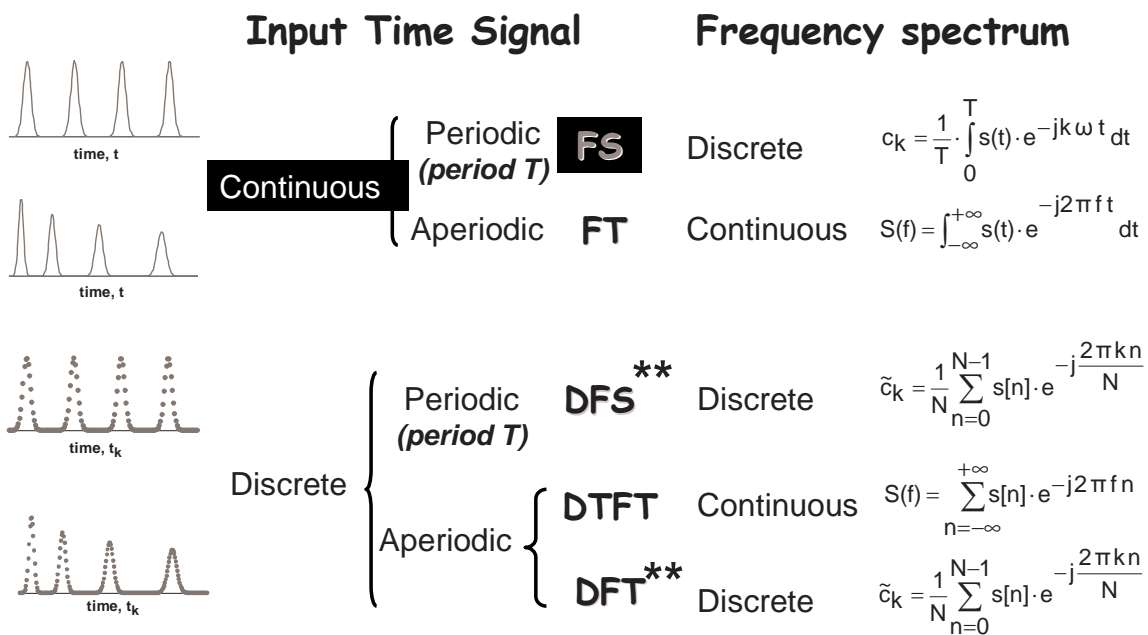 Input Time Signal Frequency spectrum
time, t
Continuous
Periodic (period T) FS Discrete c_k = 1/T · ∫_0^T s(t) · e^{−jkωt} dt
time, t
Aperiodic FT Continuous S(f) = ∫_{−∞}^{+∞} s(t) · e^{−j2πft} dt
time, t_k
Discrete
Periodic (period T) DFS** Discrete c̃_k = 1/N ∑_{n=0}^{N−1} s[n] · e^{−j 2πkn/N}
time, t_k
Aperiodic
DTFT Continuous S(f) = ∑_{n=−∞}^{+∞} s[n] · e^{−j2πfn}
DFT** Discrete c̃_k = 1/N ∑_{n=0}^{N−1} s[n] · e^{−j 2πkn/N}